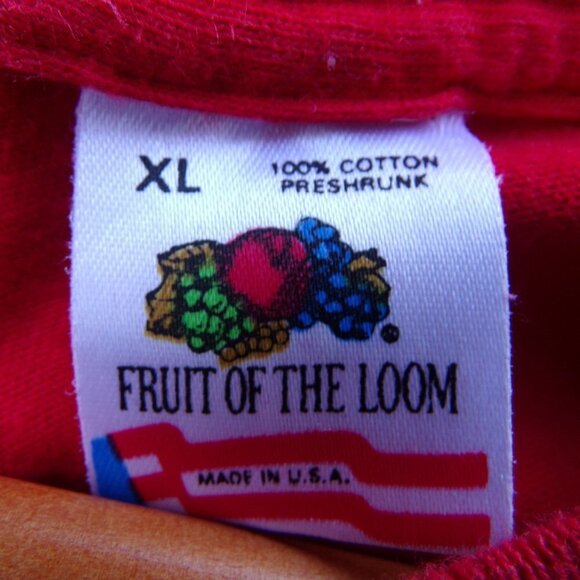 XL
100% COTTON
PRESHRUNK
®
FRUIT OF THE LOOM
MADE IN U.S.A.